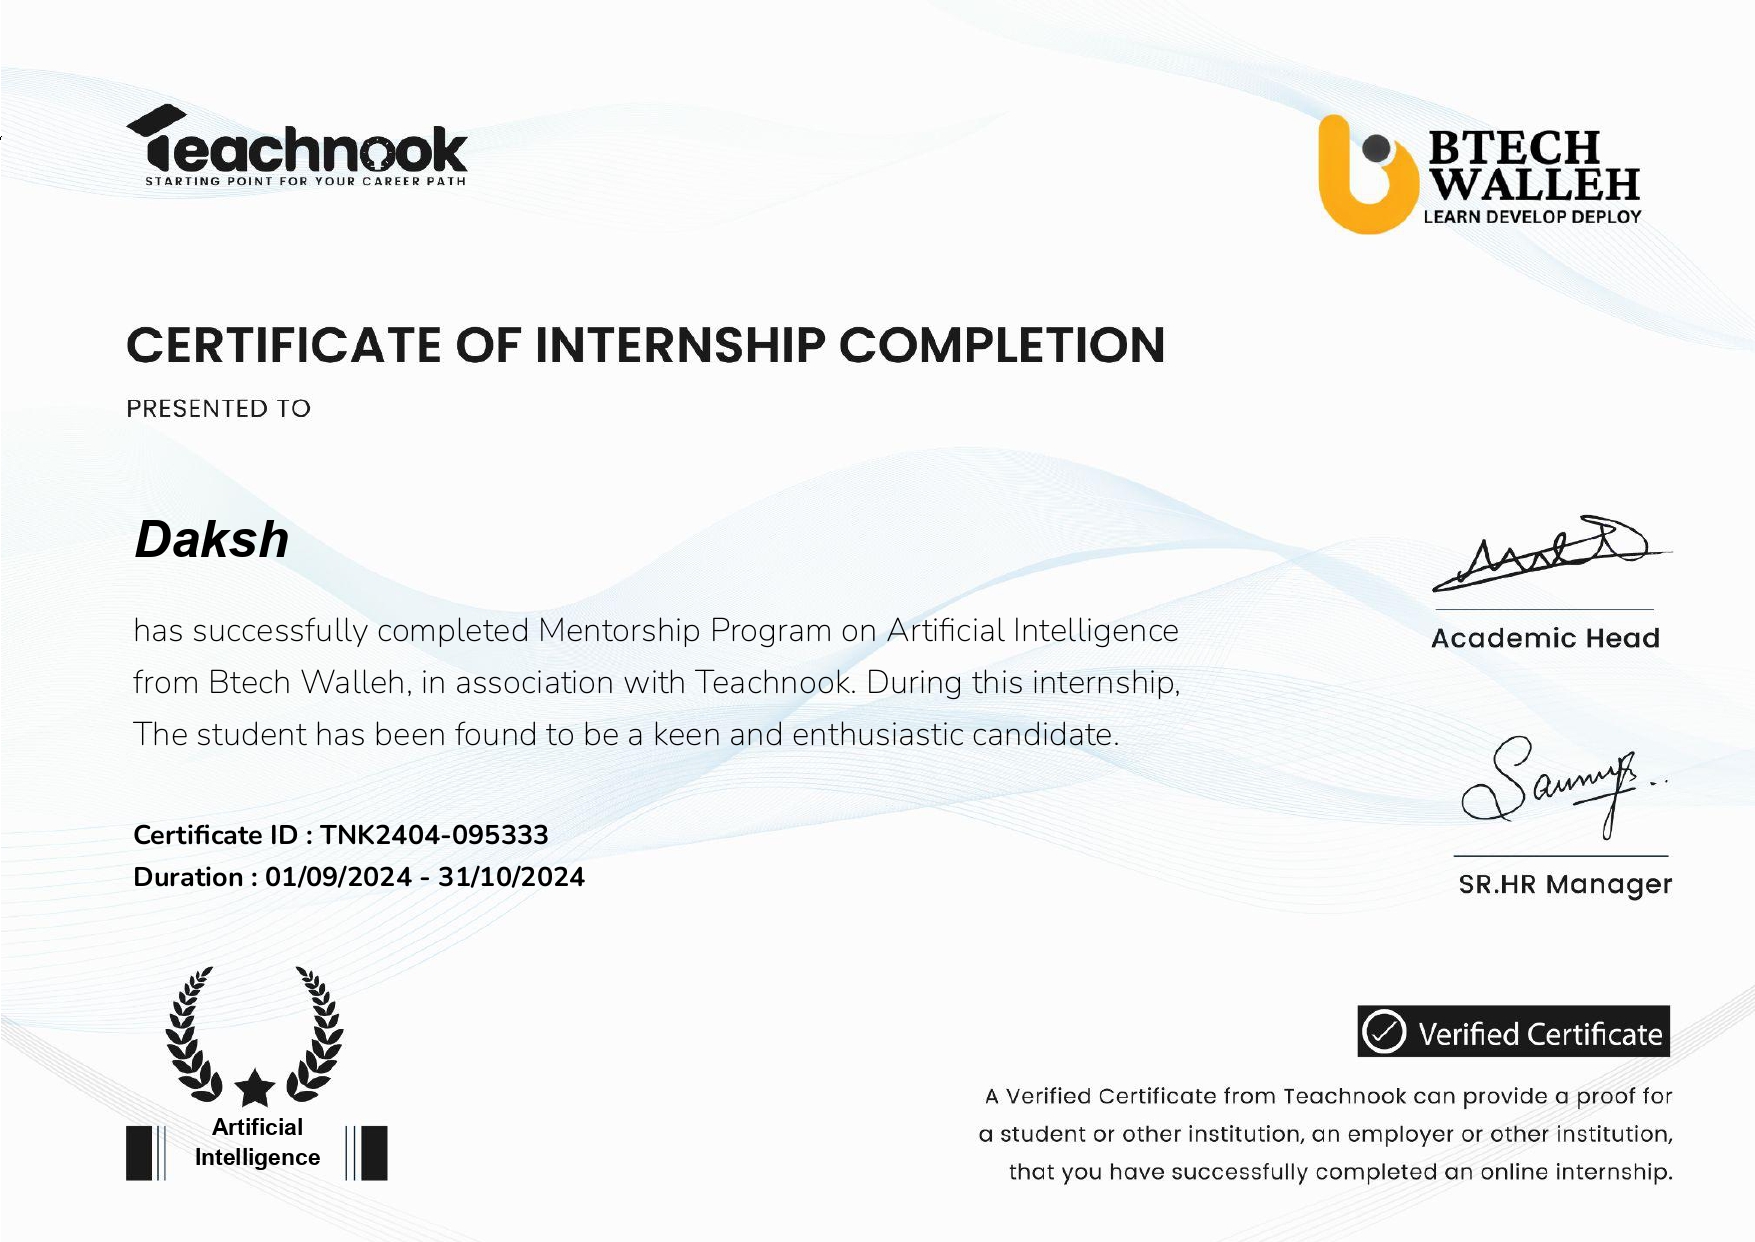 Teachnook
STARTING POINT FOR YOUR CAREER PATH
BTECH
WALLEH
LEARN DEVELOP DEPLOY
CERTIFICATE OF INTERNSHIP COMPLETION
PRESENTED TO
Daksh
has successfully completed Mentorship Program on Artificial Intelligence
from Btech Walleh, in association with Teachnook. During this internship,
The student has been found to be a keen and enthusiastic candidate.
Academic Head
Certificate ID : TNK2404-095333
Duration : 01/09/2024 - 31/10/2024
SR.HR Manager
Artificial
Intelligence
Verified Certificate
A Verified Certificate from Teachnook can provide a proof for
a student or other institution, an employer or other institution,
that you have successfully completed an online internship.